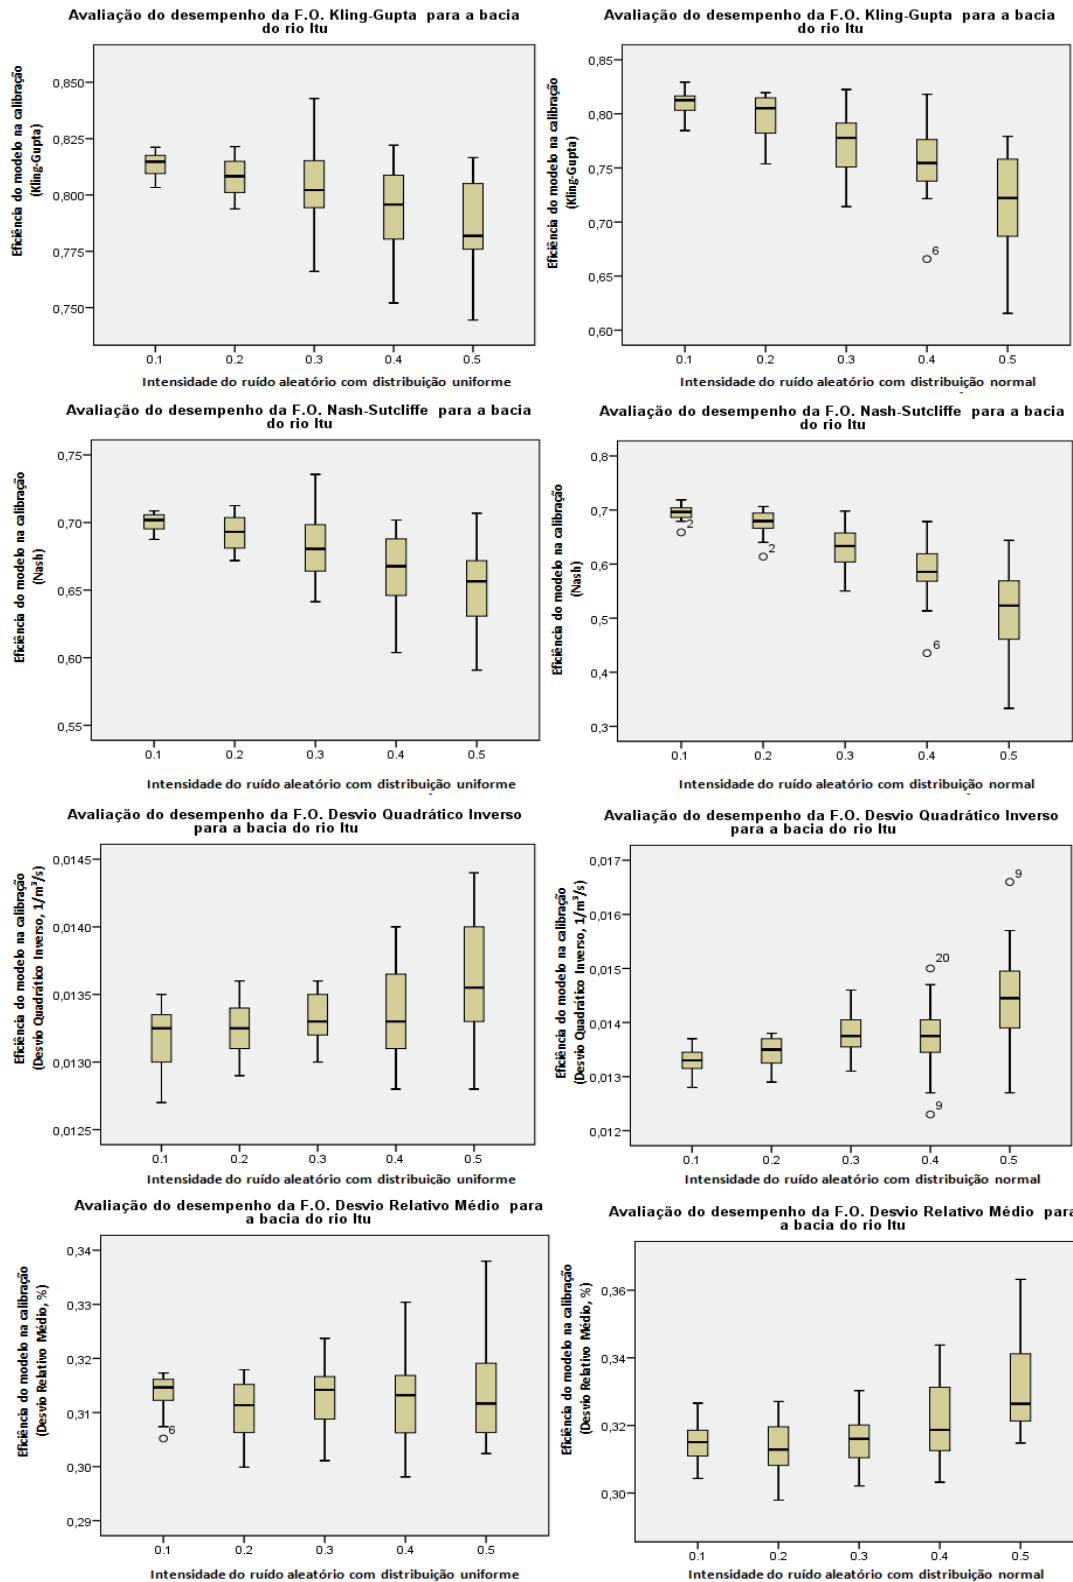 Avaliação do desempenho da F.O. Kling-Gupta para a bacia
do rio Itu
Eficiência do modelo na calibração
(Kling-Gupta)
0,850
0,825
0,800
0,775
0,750
0.1 0.2 0.3 0.4 0.5
Intensidade do ruído aleatório com distribuição uniforme
Avaliação do desempenho da F.O. Kling-Gupta para a bacia
do rio Itu
Eficiência do modelo na calibração
(Kling-Gupta)
0,85
0,80
0,75
0,70
0,65
0,60
6
0.1 0.2 0.3 0.4 0.5
Intensidade do ruído aleatório com distribuição normal
Avaliação do desempenho da F.O. Nash-Sutcliffe para a bacia
do rio Itu
Eficiência do modelo na calibração
(Nash)
0,75
0,70
0,65
0,60
0,55
0.1 0.2 0.3 0.4 0.5
Intensidade do ruído aleatório com distribuição uniforme
Avaliação do desempenho da F.O. Nash-Sutcliffe para a bacia
do rio Itu
Eficiência do modelo na calibração
(Nash)
0,8
0,7
0,6
0,5
0,4
0,3
2
2
6
0.1 0.2 0.3 0.4 0.5
Intensidade do ruído aleatório com distribuição normal
Avaliação do desempenho da F.O. Desvio Quadrático Inverso
para a bacia do rio Itu
Eficiência do modelo na calibração
(Desvio Quadrático Inverso, 1/m³/s)
0,0145
0,0140
0,0135
0,0130
0,0125
0.1 0.2 0.3 0.4 0.5
Intensidade do ruído aleatório com distribuição uniforme
Avaliação do desempenho da F.O. Desvio Quadrático Inverso
para a bacia do rio Itu
Eficiência do modelo na calibração
(Desvio Quadrático Inverso, 1/m³/s)
0,017
0,016
0,015
0,014
0,013
0,012
9
20
9
0.1 0.2 0.3 0.4 0.5
Intensidade do ruído aleatório com distribuição normal
Avaliação do desempenho da F.O. Desvio Relativo Médio para
a bacia do rio Itu
Eficiência do modelo na calibração
(Desvio Relativo Médio, %)
0,34
0,33
0,32
0,31
0,30
0,29
6
0.1 0.2 0.3 0.4 0.5
Intensidade do ruído aleatório com distribuição uniforme
Avaliação do desempenho da F.O. Desvio Relativo Médio para
a bacia do rio Itu
Eficiência do modelo na calibração
(Desvio Relativo Médio, %)
0,36
0,34
0,32
0,30
0.1 0.2 0.3 0.4 0.5
Intensidade do ruído aleatório com distribuição normal